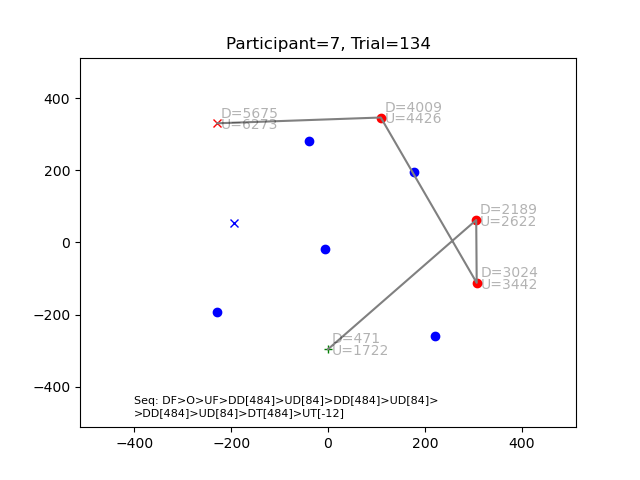 Participant=7, Trial=134
400
200
0
−200
−400
D=5675
U=6273
D=4009
U=4426
D=2189
U=2622
D=3024
U=3442
D=471
U=1722
Seq: DF>O>UF>DD[484]>UD[84]>DD[484]>UD[84]>
>DD[484]>UD[84]>DT[484]>UT[-12]
−400 −200 0 200 400